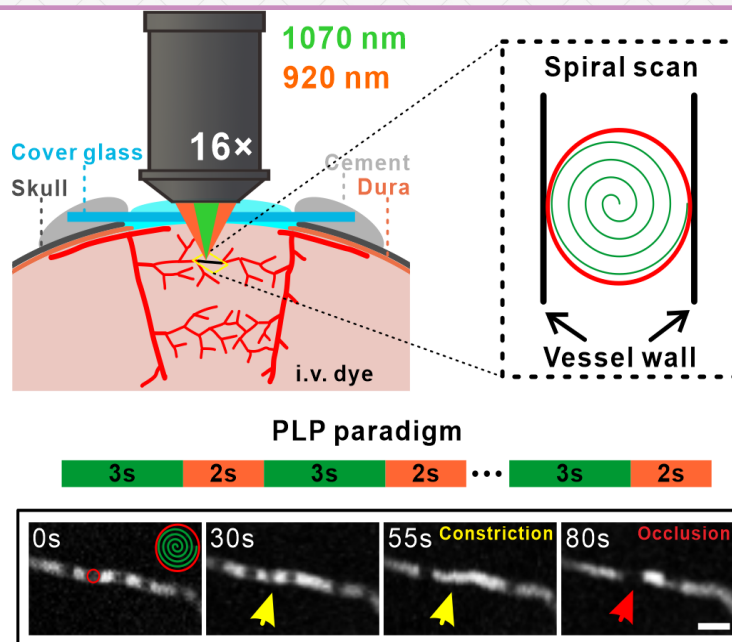 1070 nm
920 nm
16×
Cover glass
Skull
Cement
Dura
i.v. dye
Spiral scan
Vessel wall
PLP paradigm
3s 2s 3s 2s ••• 3s 2s
0s 30s 55s Constriction 80s Occlusion